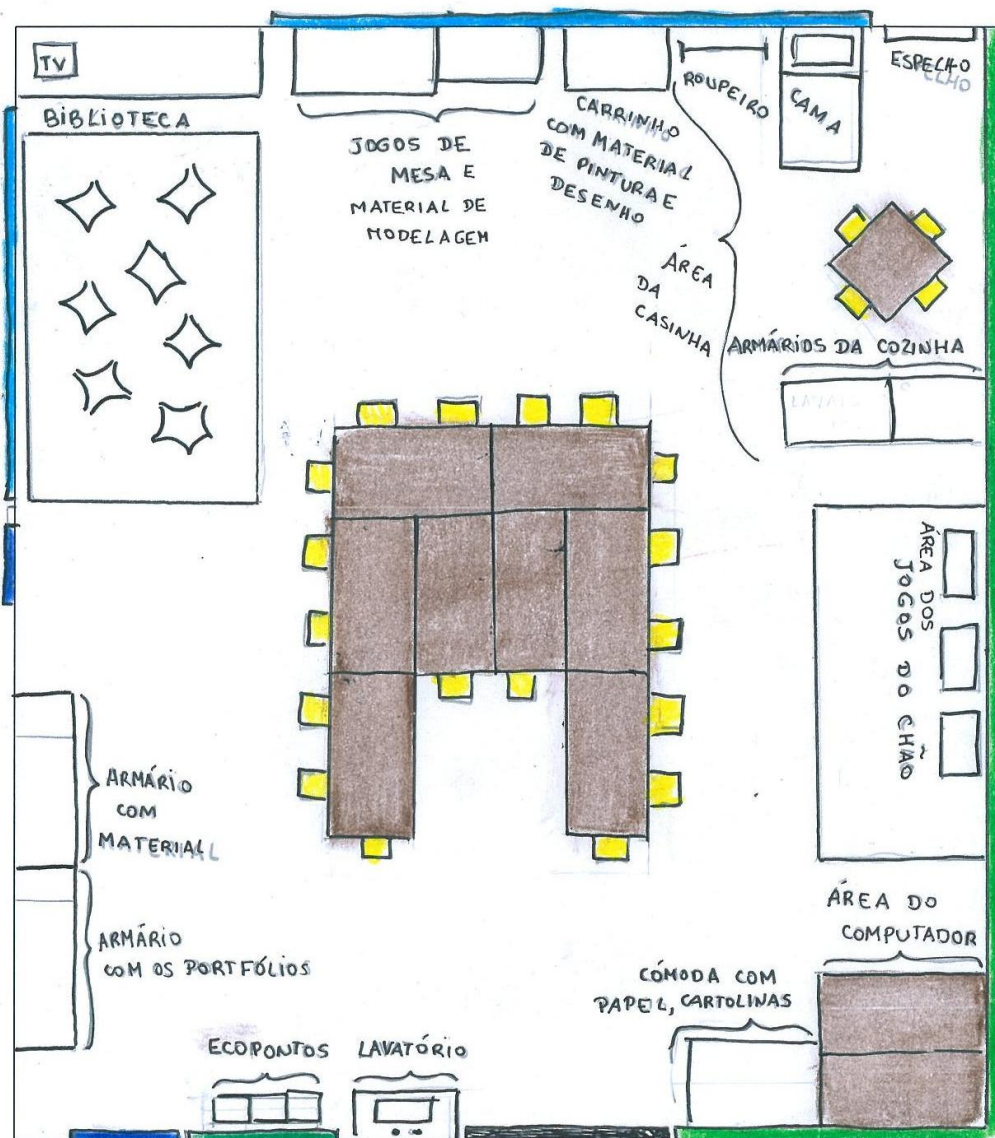 TV
BIBLIOTECA
JOGOS DE
MESA E
MATERIAL DE
MODELAGEM
CARRINHO
COM MATERIAL
DE PINTURA E
DESENHO
ROUPEIRO
CAMA
ESPELHO
ÁREA
DA
CASINHA
ARMÁRIOS DA COZINHA
ÁREA DOS
JOGOS DO CHÃO
ARMÁRIO
COM
MATERIAL
ARMÁRIO
COM OS PORTFÓLIOS
ECOPONTOS
LAVATÓRIO
CÓMODA COM
PAPEL, CARTOLINAS
ÁREA DO
COMPUTADOR